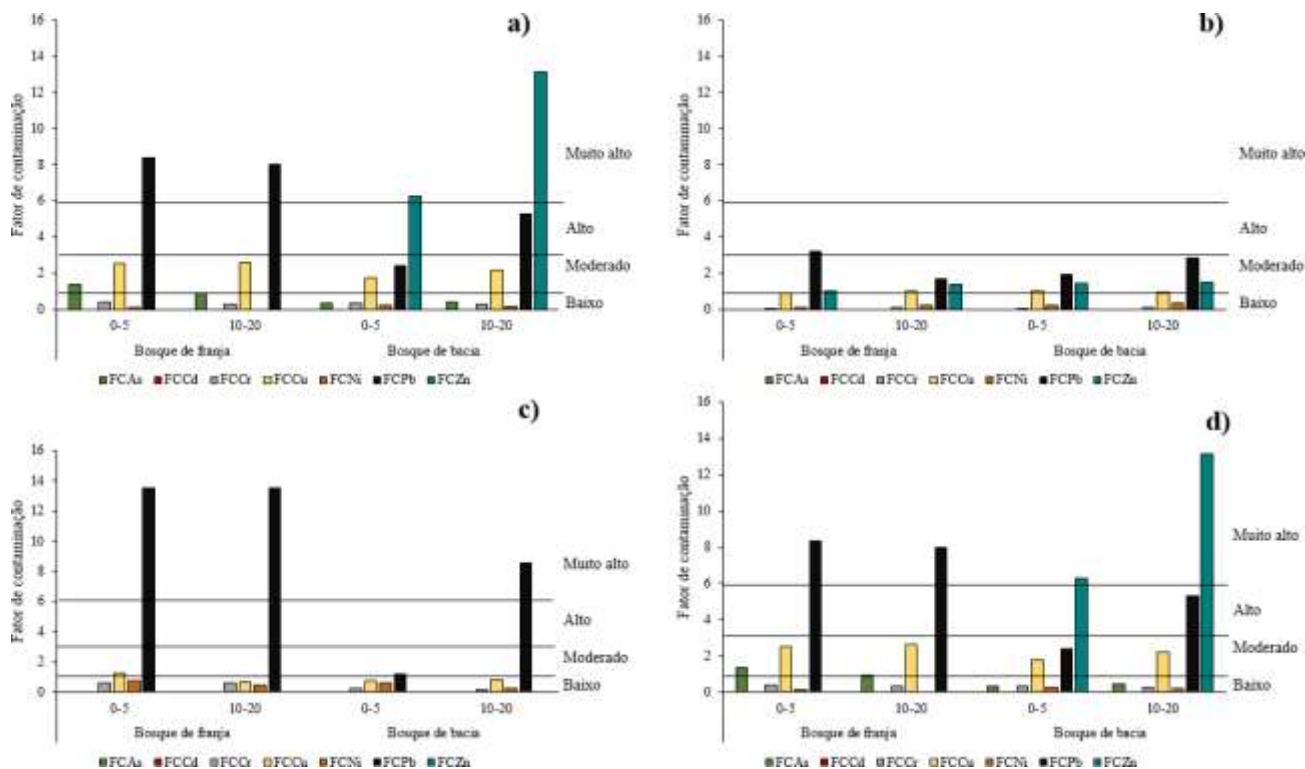 a)
Fator de contaminação
16
14
12
10
8
6
4
2
0
Muito alto
Alto
Moderado
Baixo
0-5
10-20
0-5
10-20
Bosque de franja
Bosque de bacia
FCAs FCCd FCCr FCCu FCNi FCPb FCZn
b)
Fator de contaminação
16
14
12
10
8
6
4
2
0
Muito alto
Alto
Moderado
Baixo
0-5
10-20
0-5
10-20
Bosque de franja
Bosque de bacia
FCAs FCCd FCCr FCCu FCNi FCPb FCZn
c)
Fator de contaminação
16
14
12
10
8
6
4
2
0
Muito alto
Alto
Moderado
Baixo
0-5
10-20
0-5
10-20
Bosque de franja
Bosque de bacia
FCAs FCCd FCCr FCCu FCNi FCPb FCZn
d)
Fator de contaminação
16
14
12
10
8
6
4
2
0
Muito alto
Alto
Moderado
Baixo
0-5
10-20
0-5
10-20
Bosque de franja
Bosque de bacia
FCAs FCCd FCCr FCCu FCNi FCPb FCZn